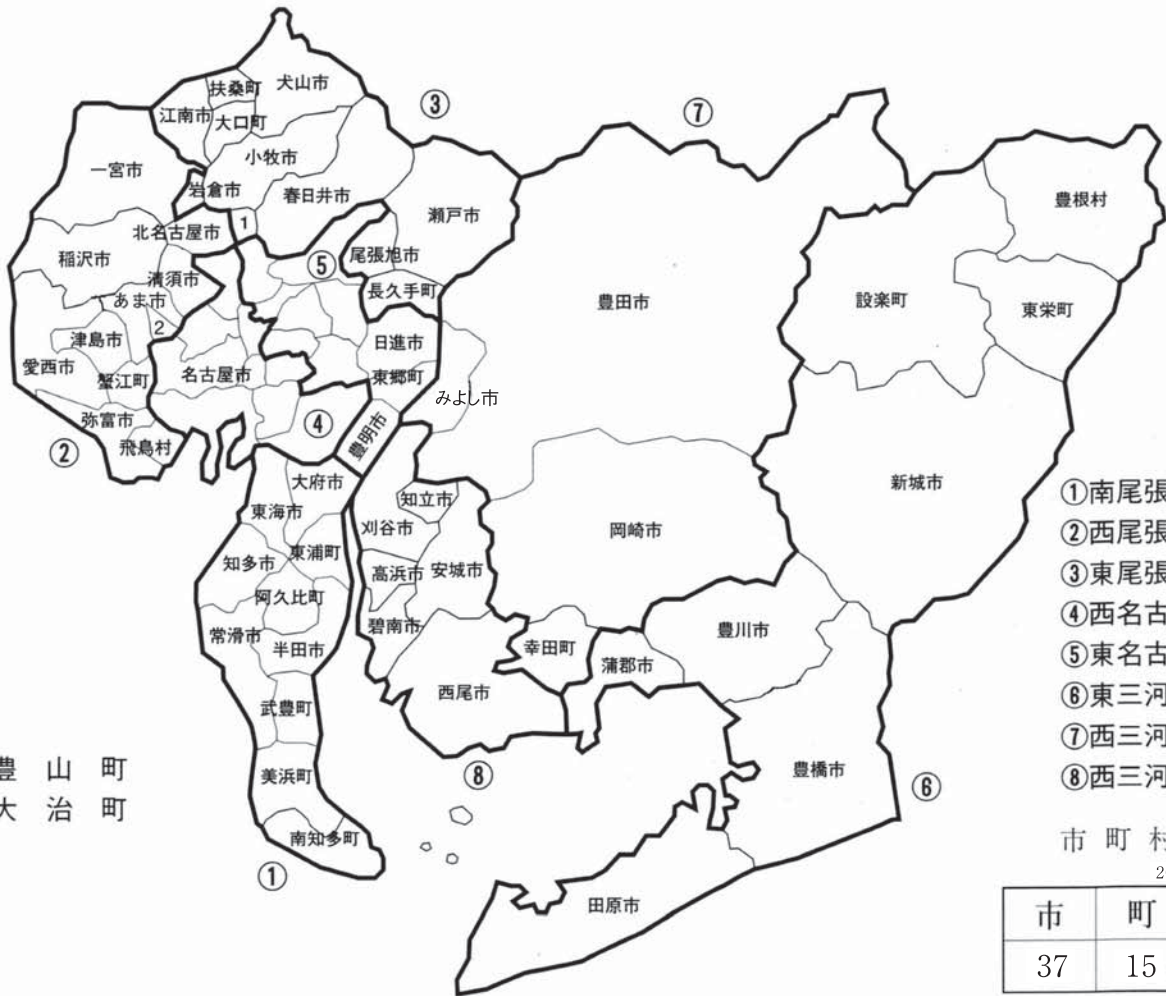 犬山市
扶桑町
③
江南市
大口町
⑦
小牧市
一宮市
岩倉市
春日井市
瀬戸市
豊根村
北名古屋市
1
稲沢市
尾張旭市
⑤
清須市
長久手町
豊田市
設楽町
東栄町
あま市
2
津島市
日進市
愛西市
蟹江町
名古屋市
東郷町
みよし市
弥富市
④
豊明市
飛島村
②
大府市
新城市
①南尾張
知立市
東海市
岡崎市
②西尾張
刈谷市
東浦町
知多市
高浜市
安城市
③東尾張
阿久比町
④西名古
碧南市
豊川市
常滑市
半田市
幸田町
⑤東名古
蒲郡市
西尾市
⑥東三河
武豊町
⑦西三河
豊山町
美浜町
⑧
豊橋市
⑥
⑧西三河
大治町
南知多町
市町村
①
2
田原市
市 町
37 15